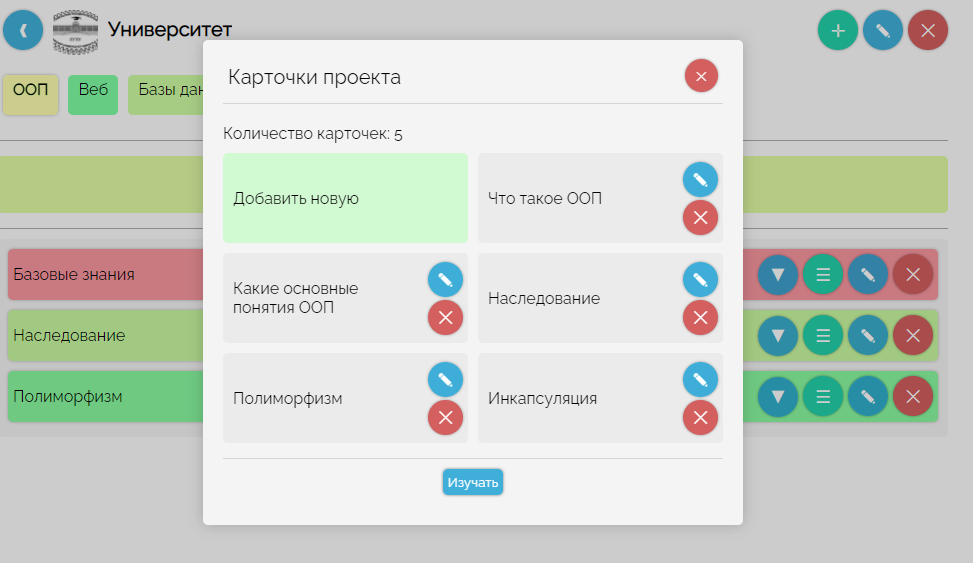 Университет
ООП
Веб
Базы дан
Карточки проекта
Количество карточек: 5
Добавить новую
Что такое ООП
Какие основные
понятия ООП
Наследование
Полиморфизм
Инкапсуляция
Изучать
Базовые знания
Наследование
Полиморфизм